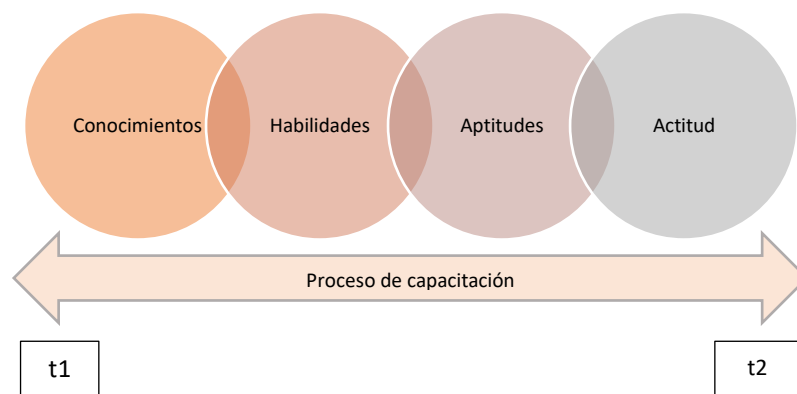 Conocimientos
Habilidades
Aptitudes
Actitud
Proceso de capacitación
t1
t2